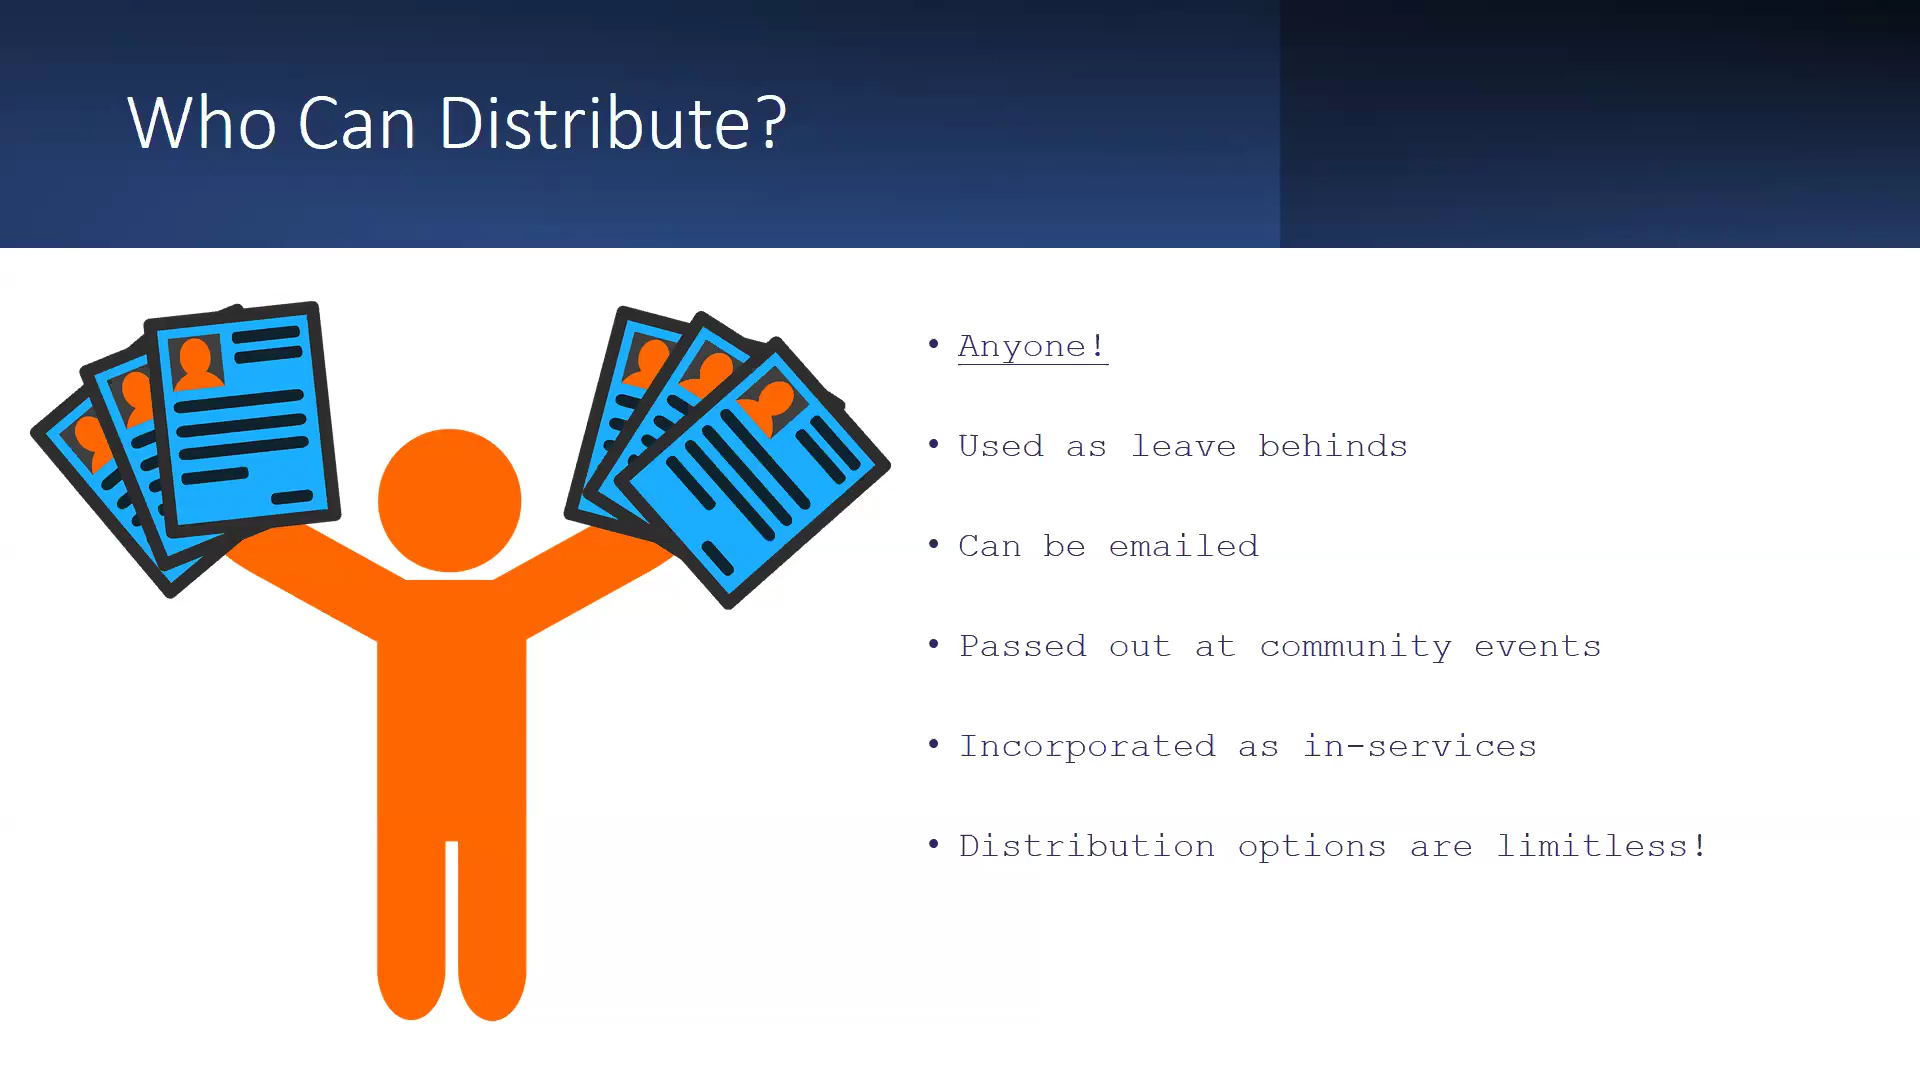 Who Can Distribute?
• Anyone!
• Used as leave behinds
• Can be emailed
• Passed out at community events
• Incorporated as in-services
• Distribution options are limitless!